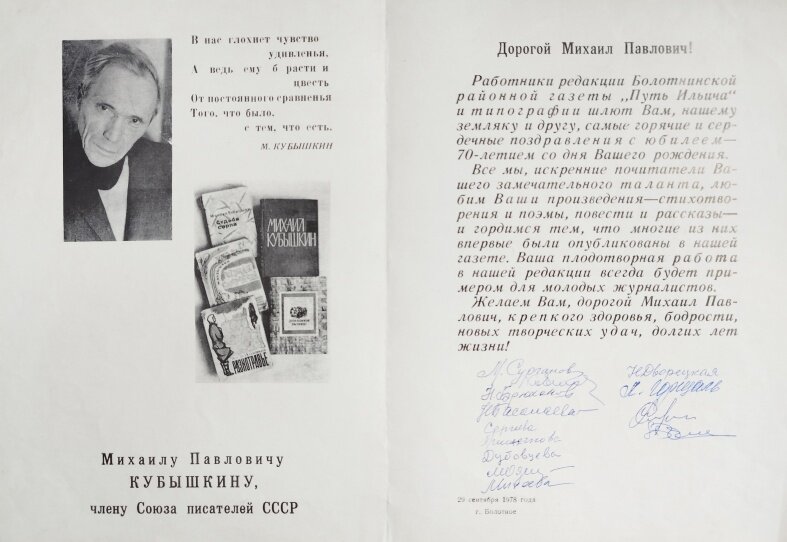 В нас глохнет чувство
удивленья,
А ведь ему б расти и
цвесть
От постоянного сравненья
Того, что было,
с тем, что есть.
М. КУБЫШКИН
МИХАИЛ
КУБЫШКИН
РАЗНОТРАВЬЕ
Михаилу Павловичу
КУБЫШКИНУ,
члену Союза писателей СССР
Дорогой Михаил Павлович!
Работники редакции Болотнинской
районной газеты „Путь Ильича“
и типографии шлют Вам, нашему
земляку и другу, самые горячие и сер-
дечные поздравления с юбилеем—
70-летием со дня Вашего рождения.
Все мы, искренние почитатели Ва-
шего замечательного таланта, лю-
бим Ваши произведения—стихотво-
рения и поэмы, повести и рассказы—
и гордимся тем, что многие из них
впервые были опубликованы в нашей
газете. Ваша плодотворная работа
в нашей редакции всегда будет при-
мером для молодых журналистов.
Желаем Вам, дорогой Михаил Пав-
лович, крепкого здоровья, бодрости,
новых творческих удач, долгих лет
жизни!
Дубовцева
Минаева
Н Дворецкая
29 сентября 1978 года
г. Болотное